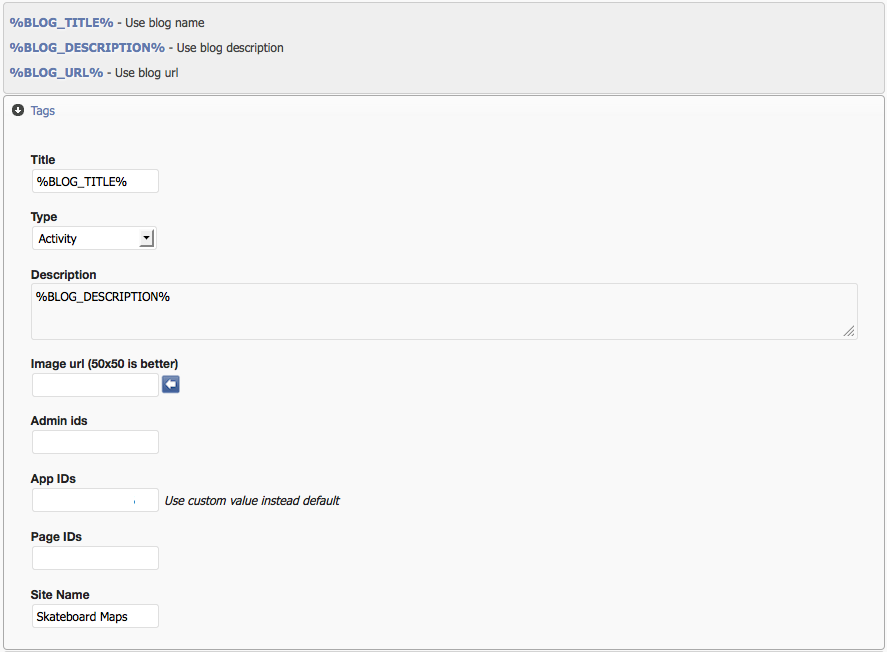 %BLOG_TITLE% - Use blog name
%BLOG_DESCRIPTION% - Use blog description
%BLOG_URL% - Use blog url
Tags
Title
%BLOG_TITLE%
Type
Activity
Description
%BLOG_DESCRIPTION%
Image url (50x50 is better)
Admin ids
App IDs
Use custom value instead default
Page IDs
Site Name
Skateboard Maps